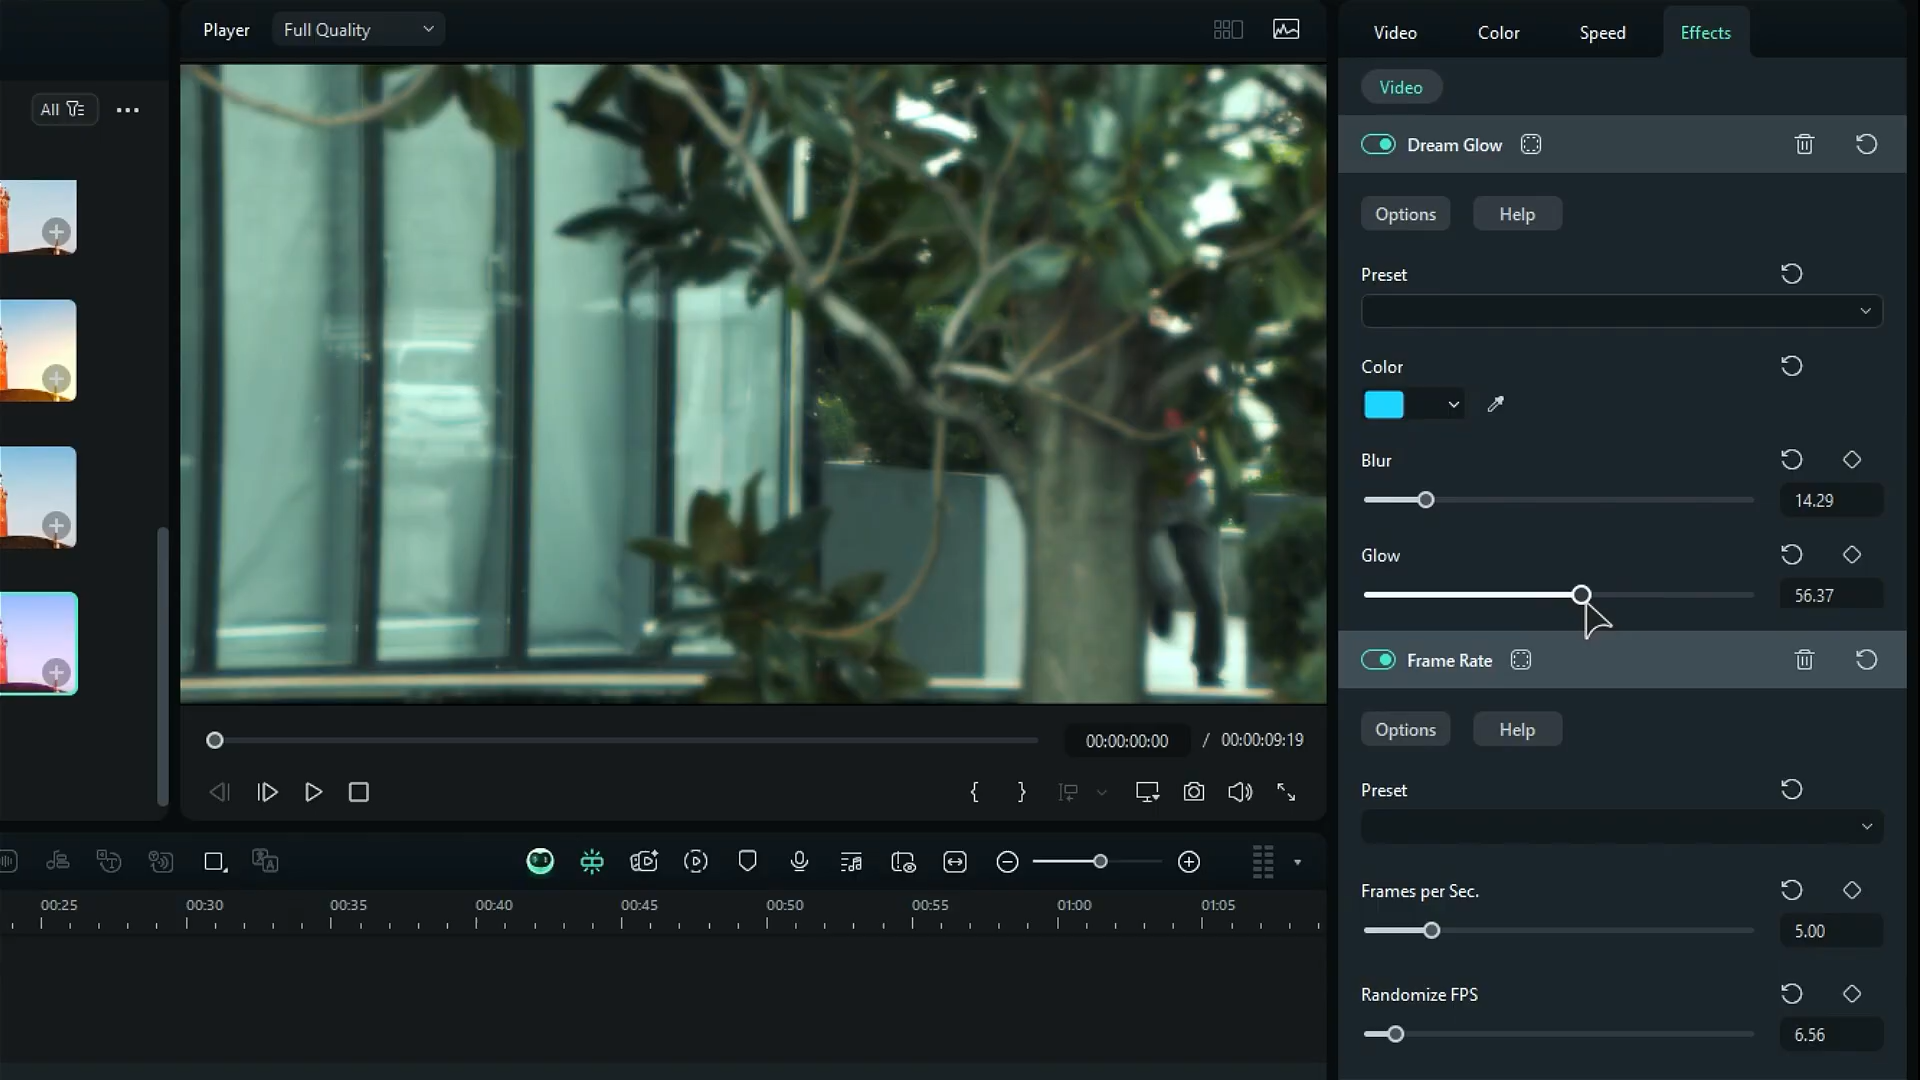 Player
Full Quality
Video
Color
Speed
Effects
Video
All
Dream Glow
Options
Help
Preset
Color
Blur
14.29
Glow
56.37
Frame Rate
Options
Help
Preset
Frames per Sec.
5.00
Randomize FPS
6.56
00:00:00:00 / 00:00:09:19
00:25
00:30
00:35
00:40
00:45
00:50
00:55
01:00
01:05